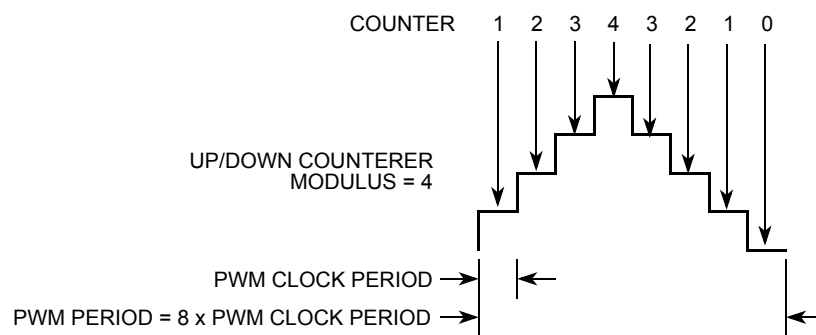 COUNTER 1 2 3 4 3 2 1 0
UP/DOWN COUNTERER
MODULUS = 4
PWM CLOCK PERIOD
PWM PERIOD = 8 x PWM CLOCK PERIOD